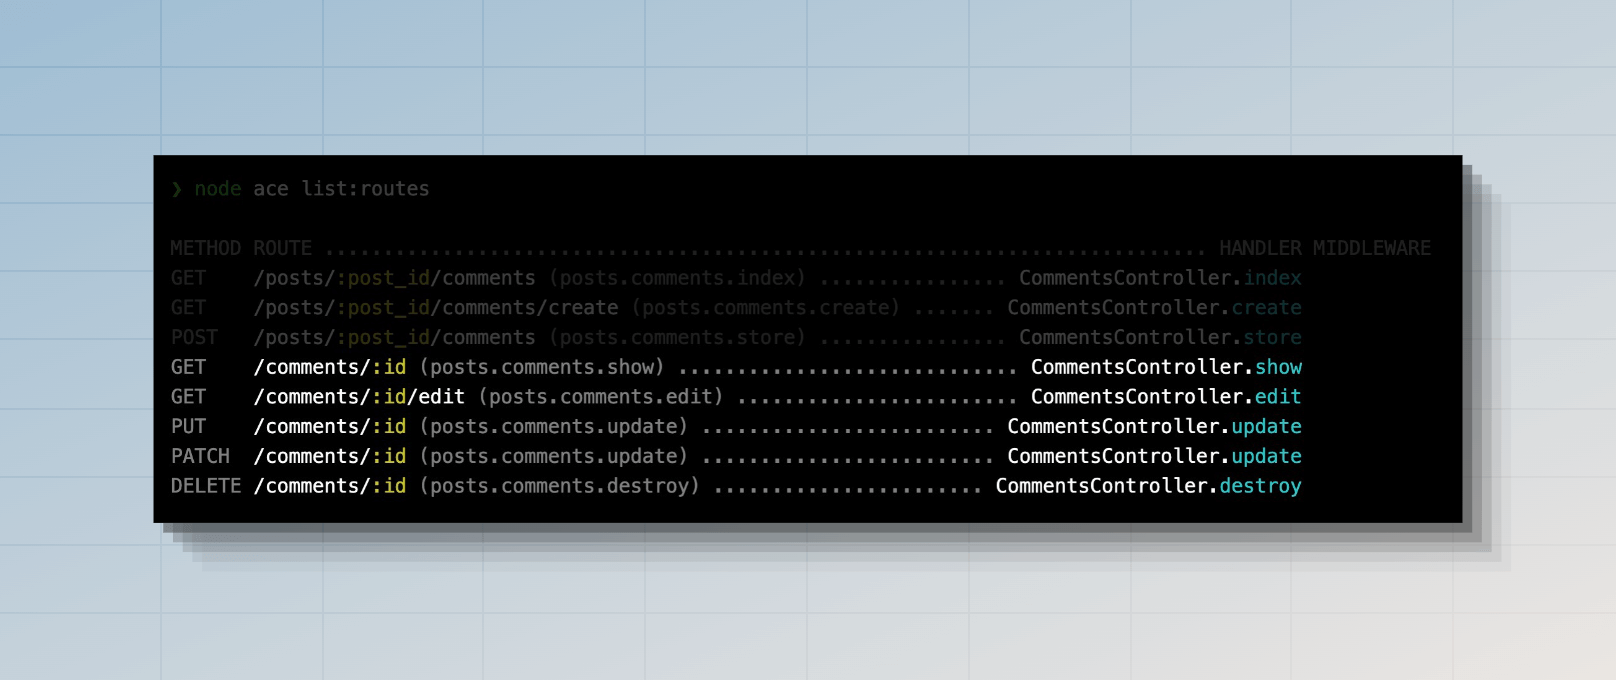 ❯ node ace list:routes
METHOD ROUTE ........................................................................... HANDLER MIDDLEWARE
GET /posts/:post_id/comments (posts.comments.index) ................ CommentsController.index
GET /posts/:post_id/comments/create (posts.comments.create) ....... CommentsController.create
POST /posts/:post_id/comments (posts.comments.store) ................ CommentsController.store
GET /comments/:id (posts.comments.show) ............................. CommentsController.show
GET /comments/:id/edit (posts.comments.edit) ........................ CommentsController.edit
PUT /comments/:id (posts.comments.update) ......................... CommentsController.update
PATCH /comments/:id (posts.comments.update) ......................... CommentsController.update
DELETE /comments/:id (posts.comments.destroy) ....................... CommentsController.destroy